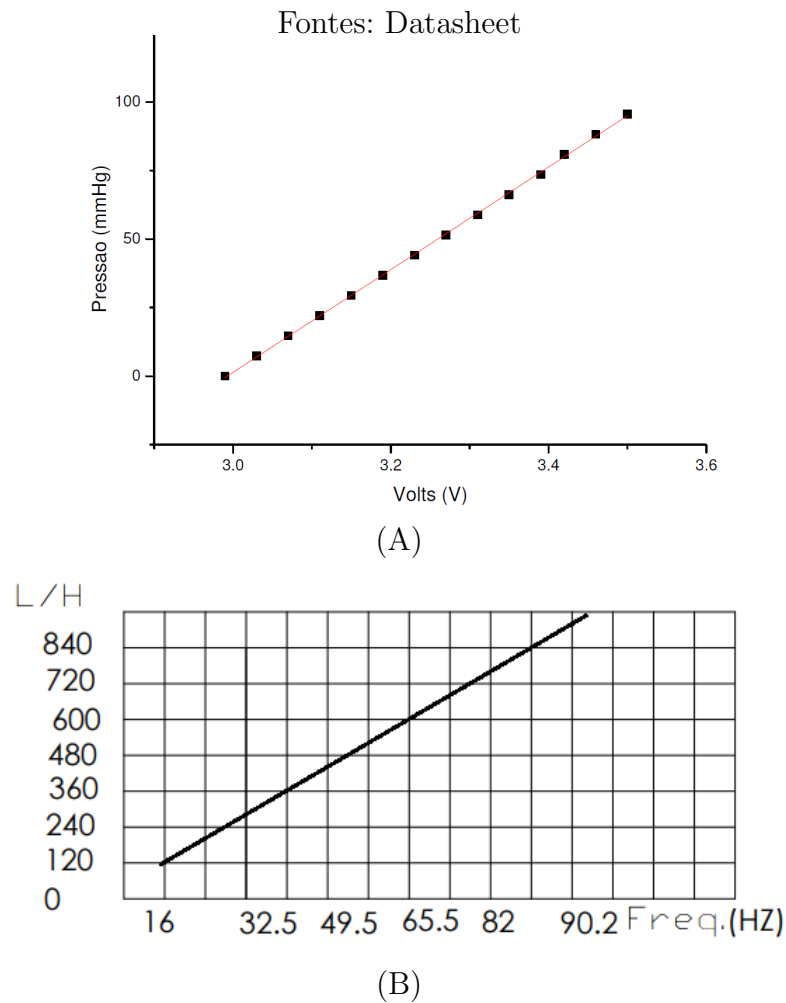 Fontes: Datasheet
100
50
0
Pressao (mmHg)
3.0 3.2 3.4 3.6
Volts (V)
(A)
L/H
840
720
600
480
360
240
120
0
16 32.5 49.5 65.5 82 90.2 Freq.(HZ)
(B)